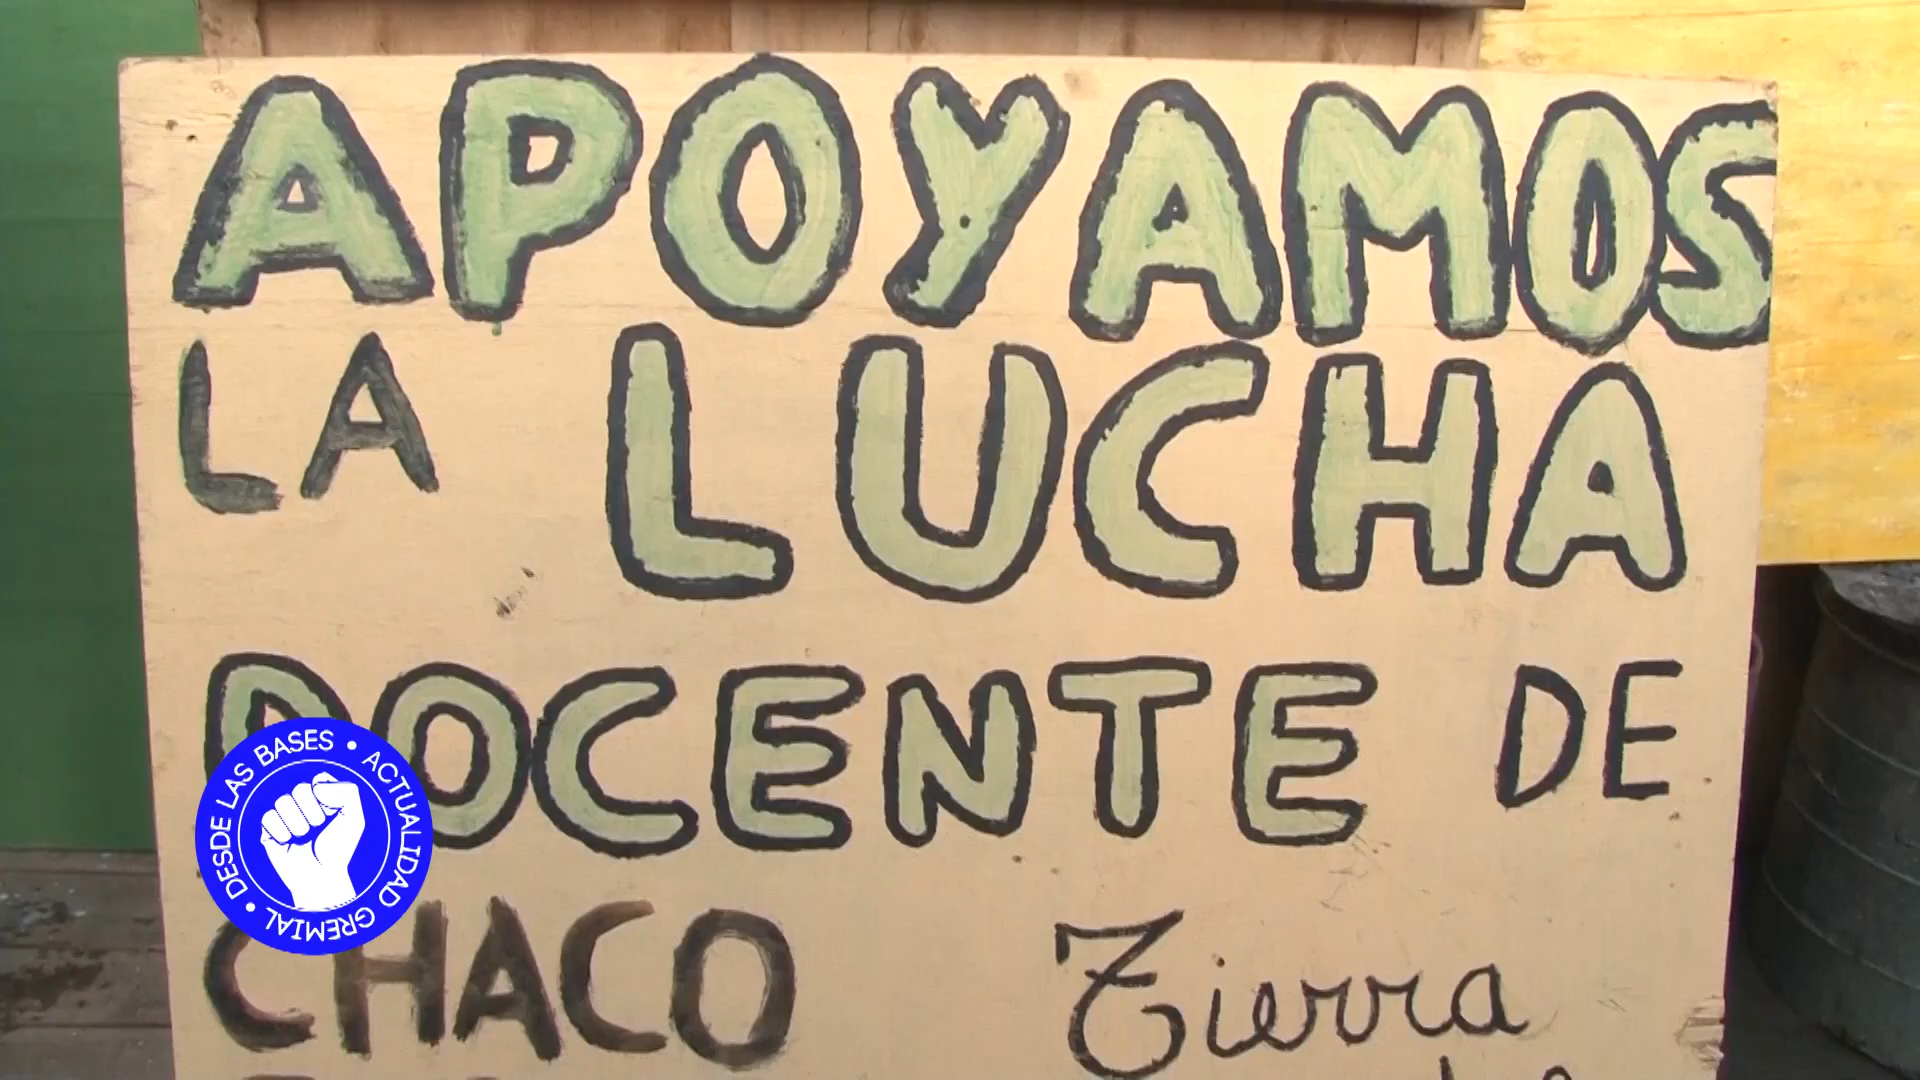 APOYAMOS
LA LUCHA
DOCENTE DE
CHACO Tierra
DESDE LAS BASES • ACTUALIDAD GREMIAL •